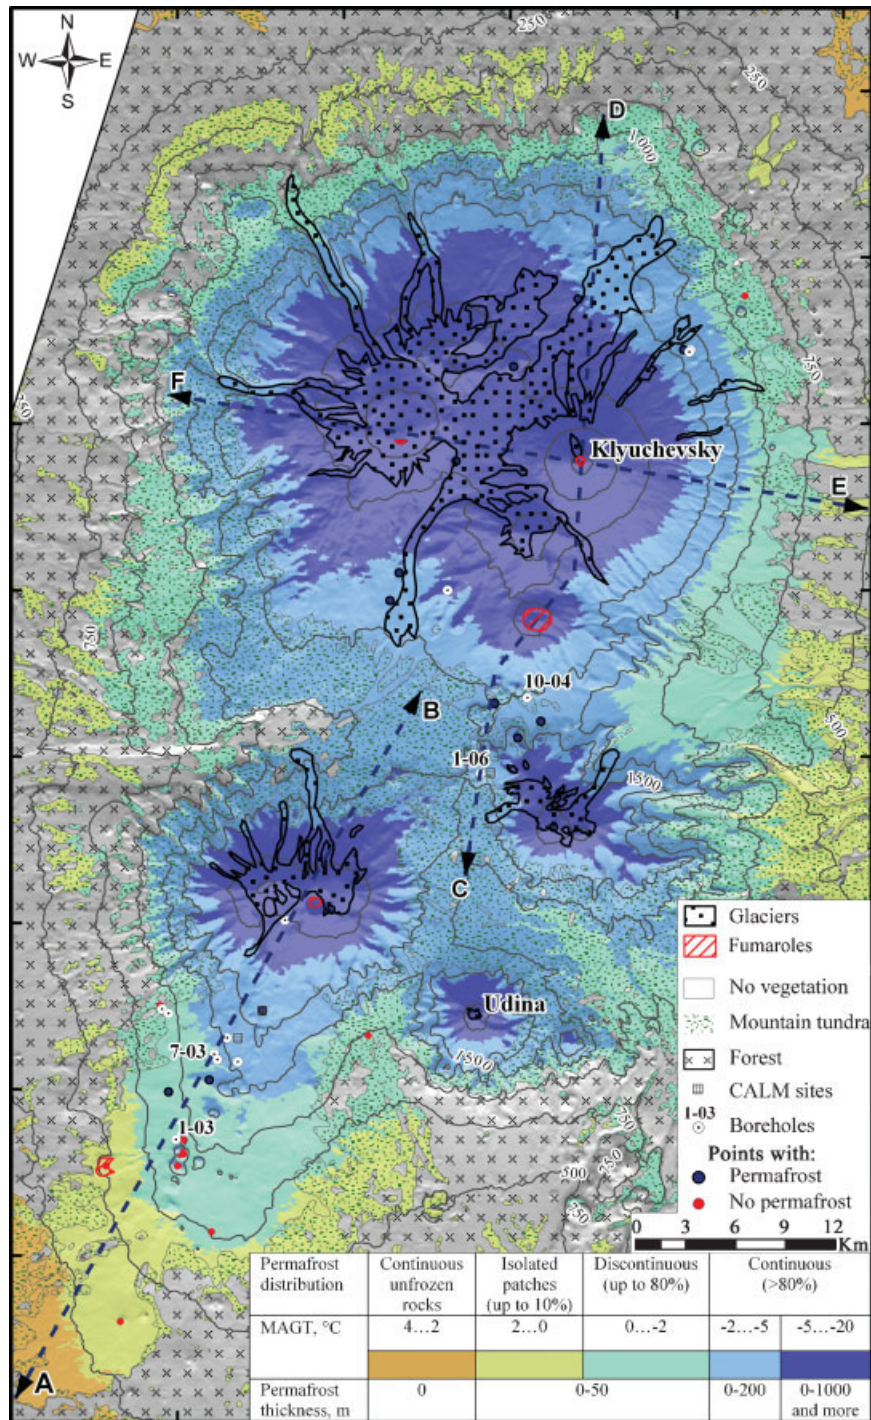 N
W E
S
250
250
D
1000
750
F
250
Klyuchevsky
E
750
10-04
B
500
1-06
1500
C
Udina
1500
7-03
1-03
750
500
750
750
A
Glaciers
Fumaroles
No vegetation
Mountain tundra
Forest
CALM sites
1-03 Boreholes
Points with:
Permafrost
No permafrost
0 3 6 9 12
Km
Permafrost distribution
Continuous unfrozen rocks
Isolated patches (up to 10%)
Discontinuous (up to 80%)
Continuous (>80%)
MAGT, °C
4...2
2...0
0...-2
-2...-5
-5...-20
Permafrost thickness, m
0
0-50
0-200
0-1000 and more